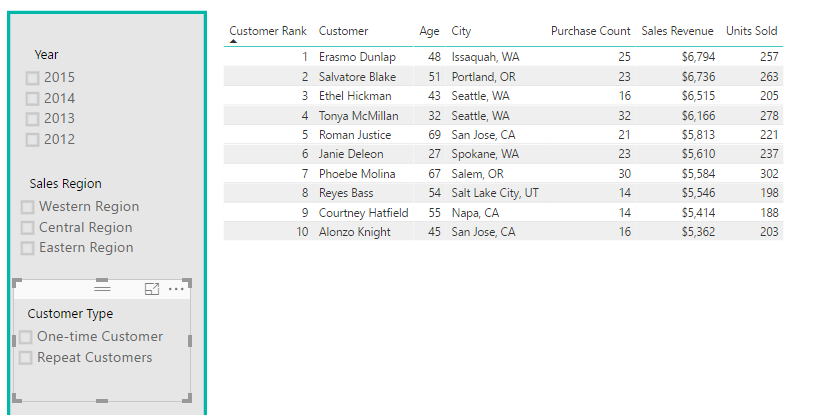 Year
2015
2014
2013
2012
Sales Region
Western Region
Central Region
Eastern Region
Customer Type
One-time Customer
Repeat Customers
Customer Rank Customer Age City Purchase Count Sales Revenue Units Sold
1 Erasmo Dunlap 48 Issaquah, WA 25 $6,794 257
2 Salvatore Blake 51 Portland, OR 23 $6,736 263
3 Ethel Hickman 43 Seattle, WA 16 $6,515 205
4 Tonya McMillan 32 Seattle, WA 32 $6,166 278
5 Roman Justice 69 San Jose, CA 21 $5,813 221
6 Janie Deleon 27 Spokane, WA 23 $5,610 237
7 Phoebe Molina 67 Salem, OR 30 $5,584 302
8 Reyes Bass 54 Salt Lake City, UT 14 $5,546 198
9 Courtney Hatfield 55 Napa, CA 14 $5,414 188
10 Alonzo Knight 45 San Jose, CA 16 $5,362 203